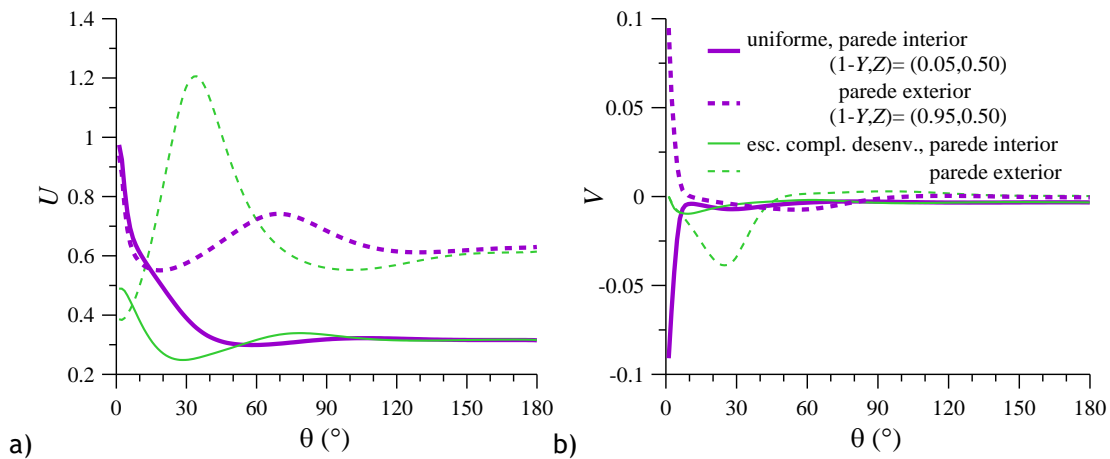 1.4
1.2
1
0.8
0.6
0.4
0.2
U
0 30 60 90 120 150 180
θ (°)
a)
0.1
0.05
0
-0.05
-0.1
V
uniforme, parede interior
(1-Y,Z)= (0.05,0.50)
parede exterior
(1-Y,Z)= (0.95,0.50)
esc. compl. desenv., parede interior
parede exterior
0 30 60 90 120 150 180
θ (°)
b)